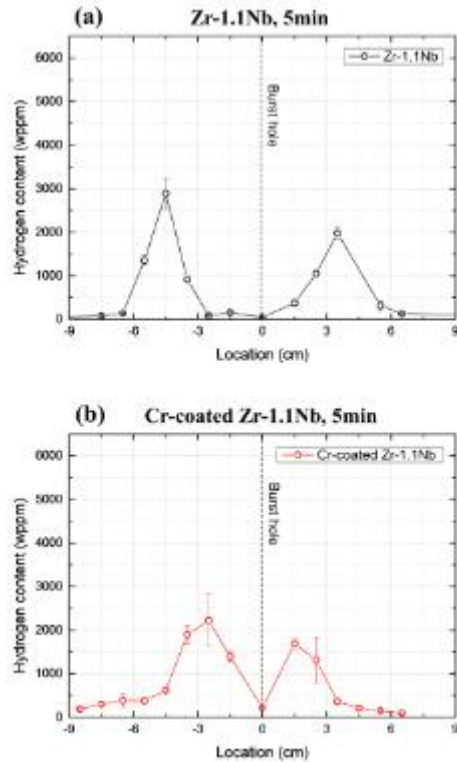 (a) Zr-1.1Nb, 5min
6000
5000
4000
3000
2000
1000
0
Hydrogen content (wppm)
Zr-1.1Nb
Burst hole
-9 -6 -3 0 3 6 9
Location (cm)
(b) Cr-coated Zr-1.1Nb, 5min
6000
5000
4000
3000
2000
1000
0
Hydrogen content (wppm)
Cr-coated Zr-1.1Nb
Burst hole
-9 -6 -3 0 3 6 9
Location (cm)